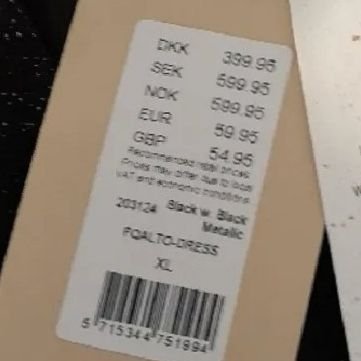 DKK 399.95
SEK 599.95
NOK 599.95
EUR 59.95
GBP 54.95
Recommended retail prices.
Prices may differ due to local
VAT and economic conditions.
203124 Black w. Black
Metallic
FQALTO-DRESS
XL
5 715344 751994